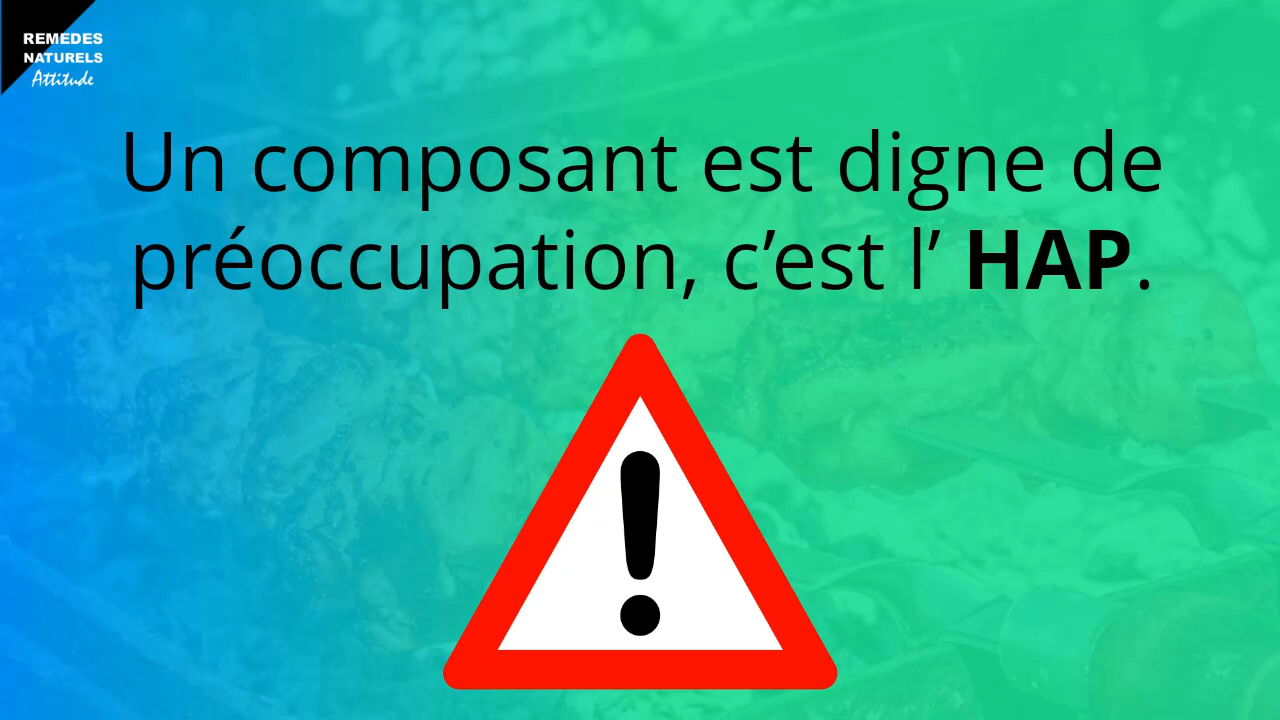 REMEDES
NATURELS
Attitude
Un composant est digne de
préoccupation, c’est l’ HAP.